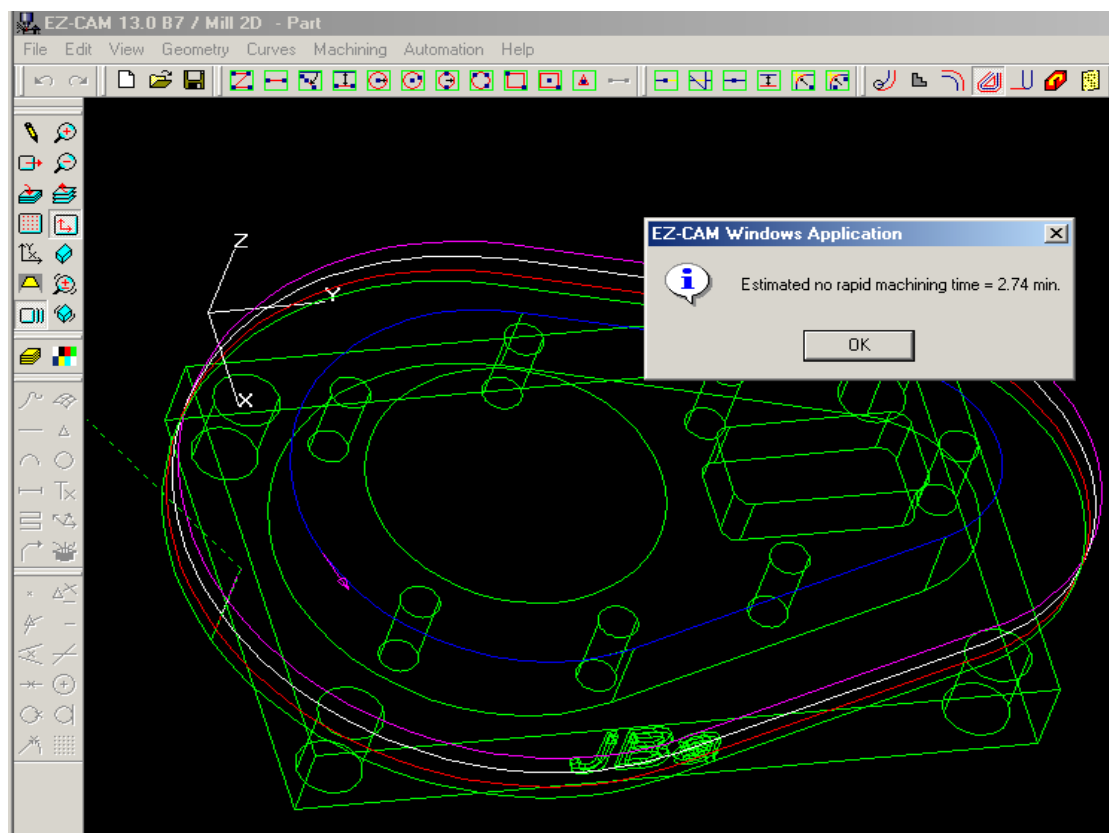 EZ-CAM 13.0 B7 / Mill 2D - Part
File Edit View Geometry Curves Machining Automation Help
EZ-CAM Windows Application
Estimated no rapid machining time = 2.74 min.
OK
Z
Y
X